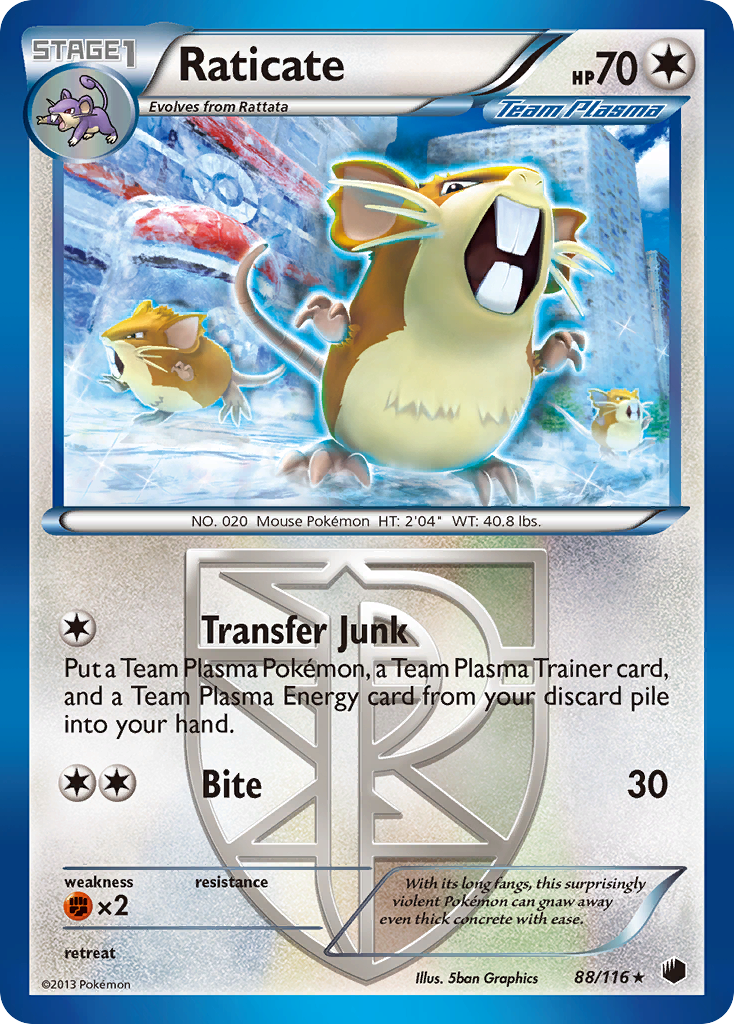 STAGE1
Raticate
HP70
Evolves from Rattata
Team Plasma
NO. 020 Mouse Pokémon HT: 2'04" WT: 40.8 lbs.
Transfer Junk
Put a Team Plasma Pokémon, a Team Plasma Trainer card,
and a Team Plasma Energy card from your discard pile
into your hand.
Bite 30
weakness resistance
×2
With its long fangs, this surprisingly
violent Pokémon can gnaw away
even thick concrete with ease.
retreat
Illus. 5ban Graphics 88/116★
©2013 Pokémon